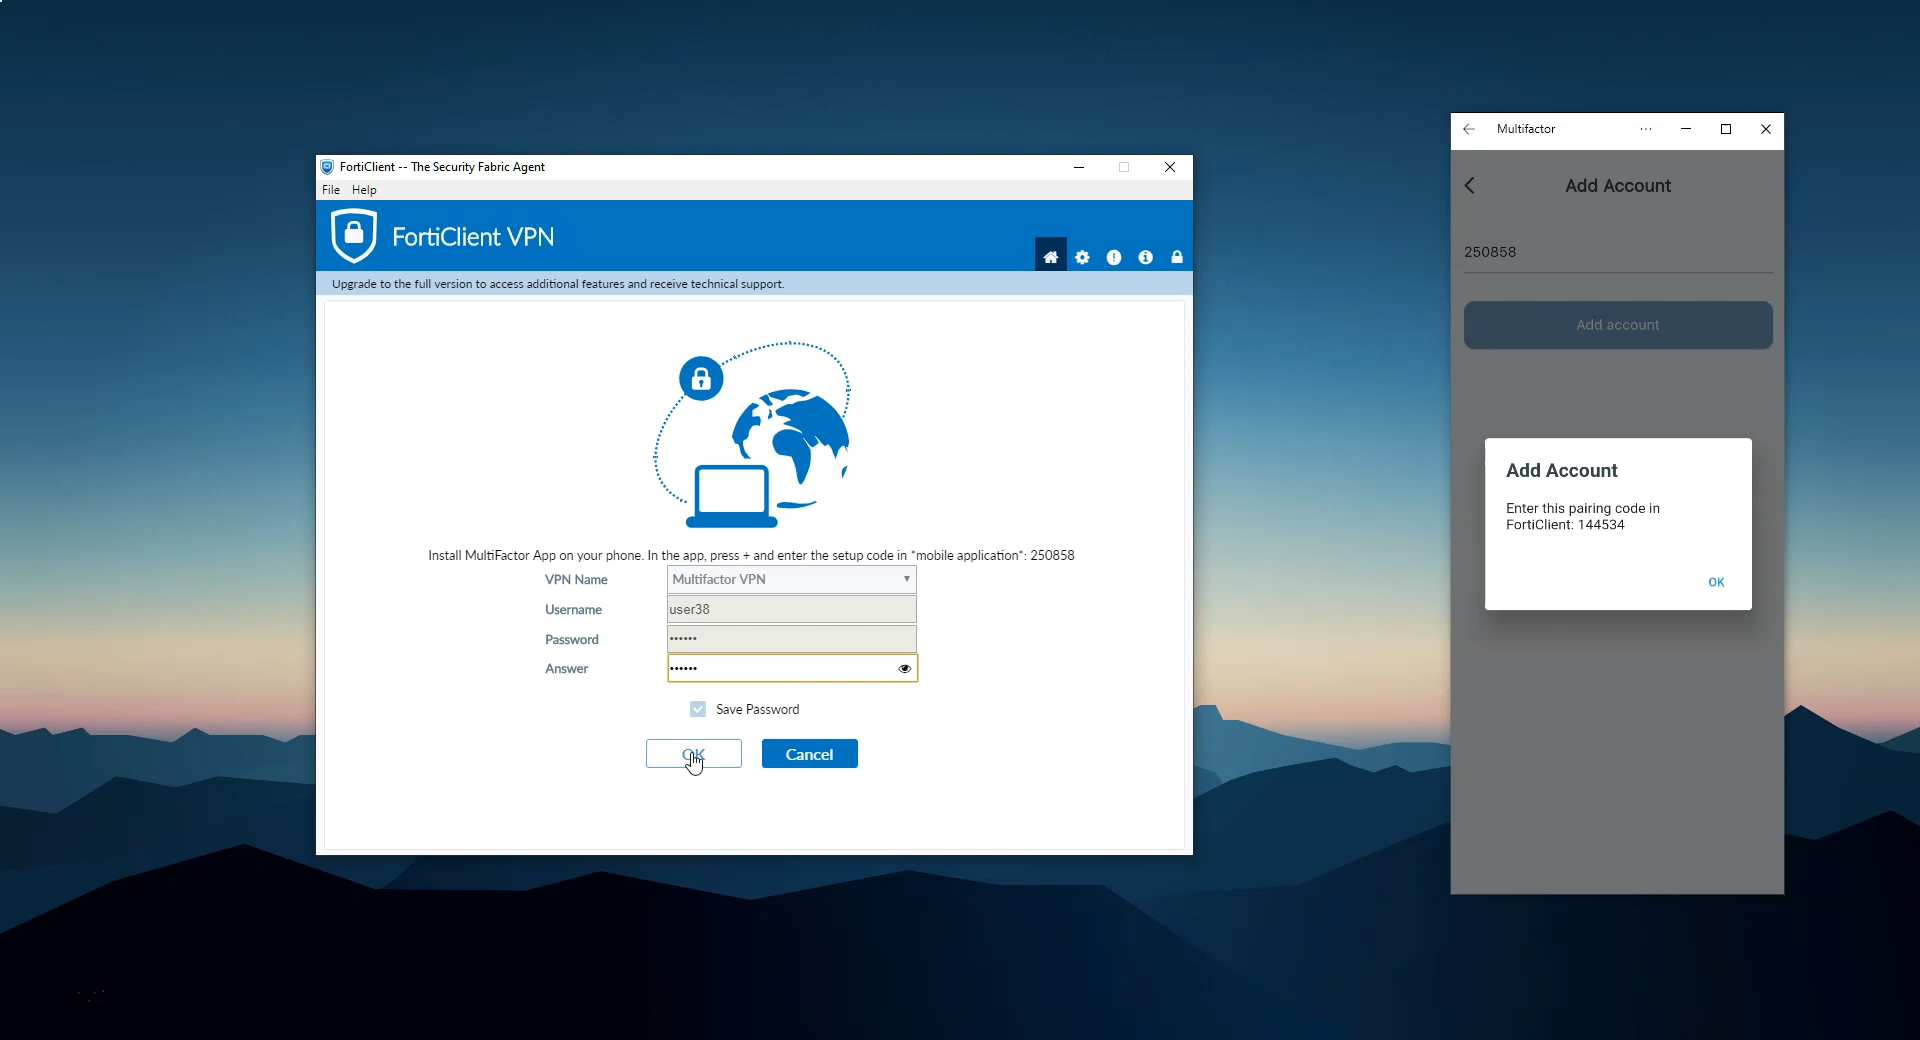 FortiClient -- The Security Fabric Agent
File Help
FortiClient VPN
Upgrade to the full version to access additional features and receive technical support.
Install MultiFactor App on your phone. In the app, press + and enter the setup code in "mobile application": 250858
VPN Name Multifactor VPN
Username user38
Password ••••••
Answer ••••••
Save Password
OK Cancel
Multifactor
Add Account
250858
Add account
Add Account
Enter this pairing code in
FortiClient: 144534
OK